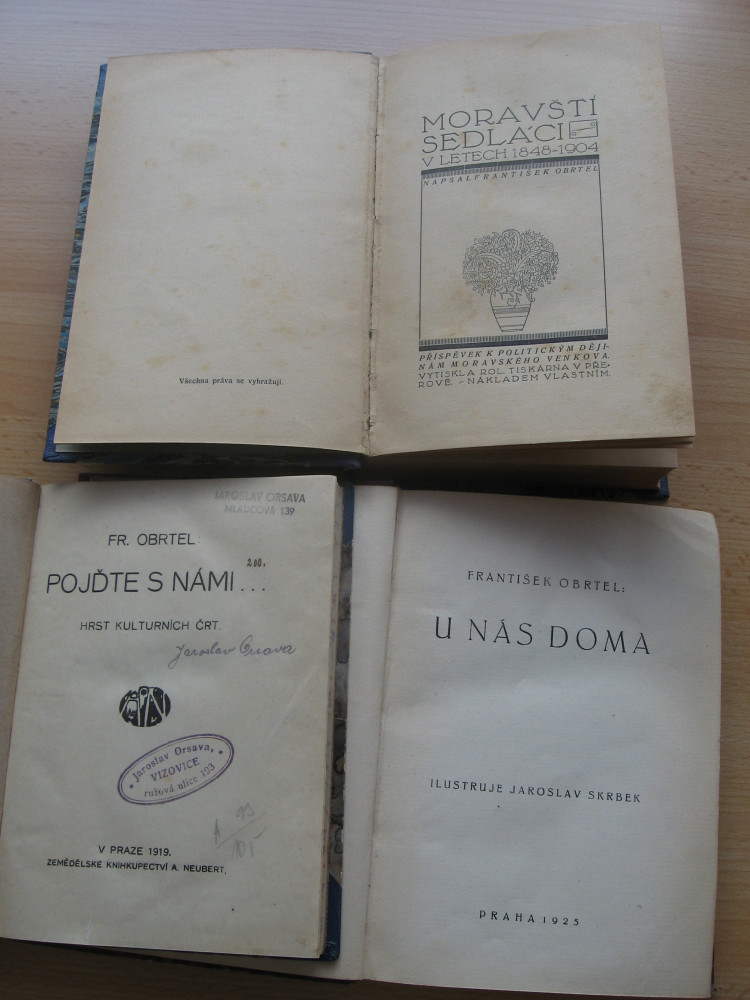 Všechna práva se vyhražují.
MORAVŠTÍ
SEDLÁCI
V LETECH 1848-1904
NAPSAL FRANTIŠEK OBRTEL
PŘÍSPĚVEK K POLITICKÝM DĚJI-
NÁM MORAVSKÉHO VENKOVA.
VYTISKLA ROL. TISKÁRNA V PŘE-
ROVĚ. - NÁKLADEM VLASTNÍM.
JAROSLAV ORSAVA
MLADCOVÁ 139
FR. OBRTEL:
200.
POJĎTE S NÁMI...
HRST KULTURNÍCH ČRT.
Jaroslav Orsava
Jaroslav Orsava,
VIZOVICE
růžová ulice 193
V PRAZE 1919.
ZEMĚDĚLSKÉ KNIHKUPECTVÍ A. NEUBERT.
FRANTIŠEK OBRTEL:
U NÁS DOMA
ILUSTRUJE JAROSLAV SKRBEK
PRAHA 1925